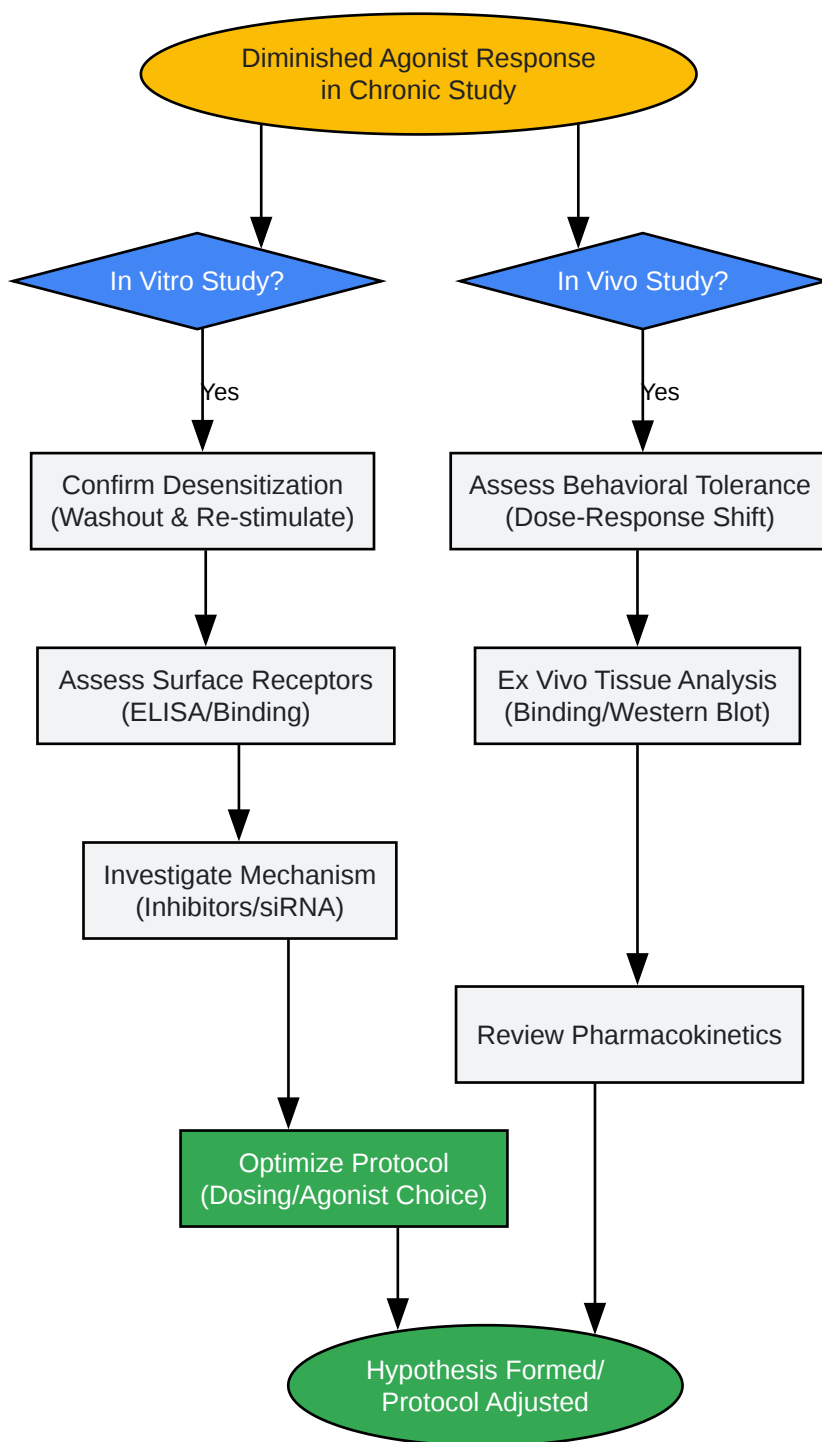 Diminished Agonist Response
in Chronic Study
In Vitro Study?
In Vivo Study?
Yes
Yes
Confirm Desensitization
(Washout & Re-stimulate)
Assess Behavioral Tolerance
(Dose-Response Shift)
Assess Surface Receptors
(ELISA/Binding)
Ex Vivo Tissue Analysis
(Binding/Western Blot)
Investigate Mechanism
(Inhibitors/siRNA)
Review Pharmacokinetics
Optimize Protocol
(Dosing/Agonist Choice)
Hypothesis Formed/
Protocol Adjusted